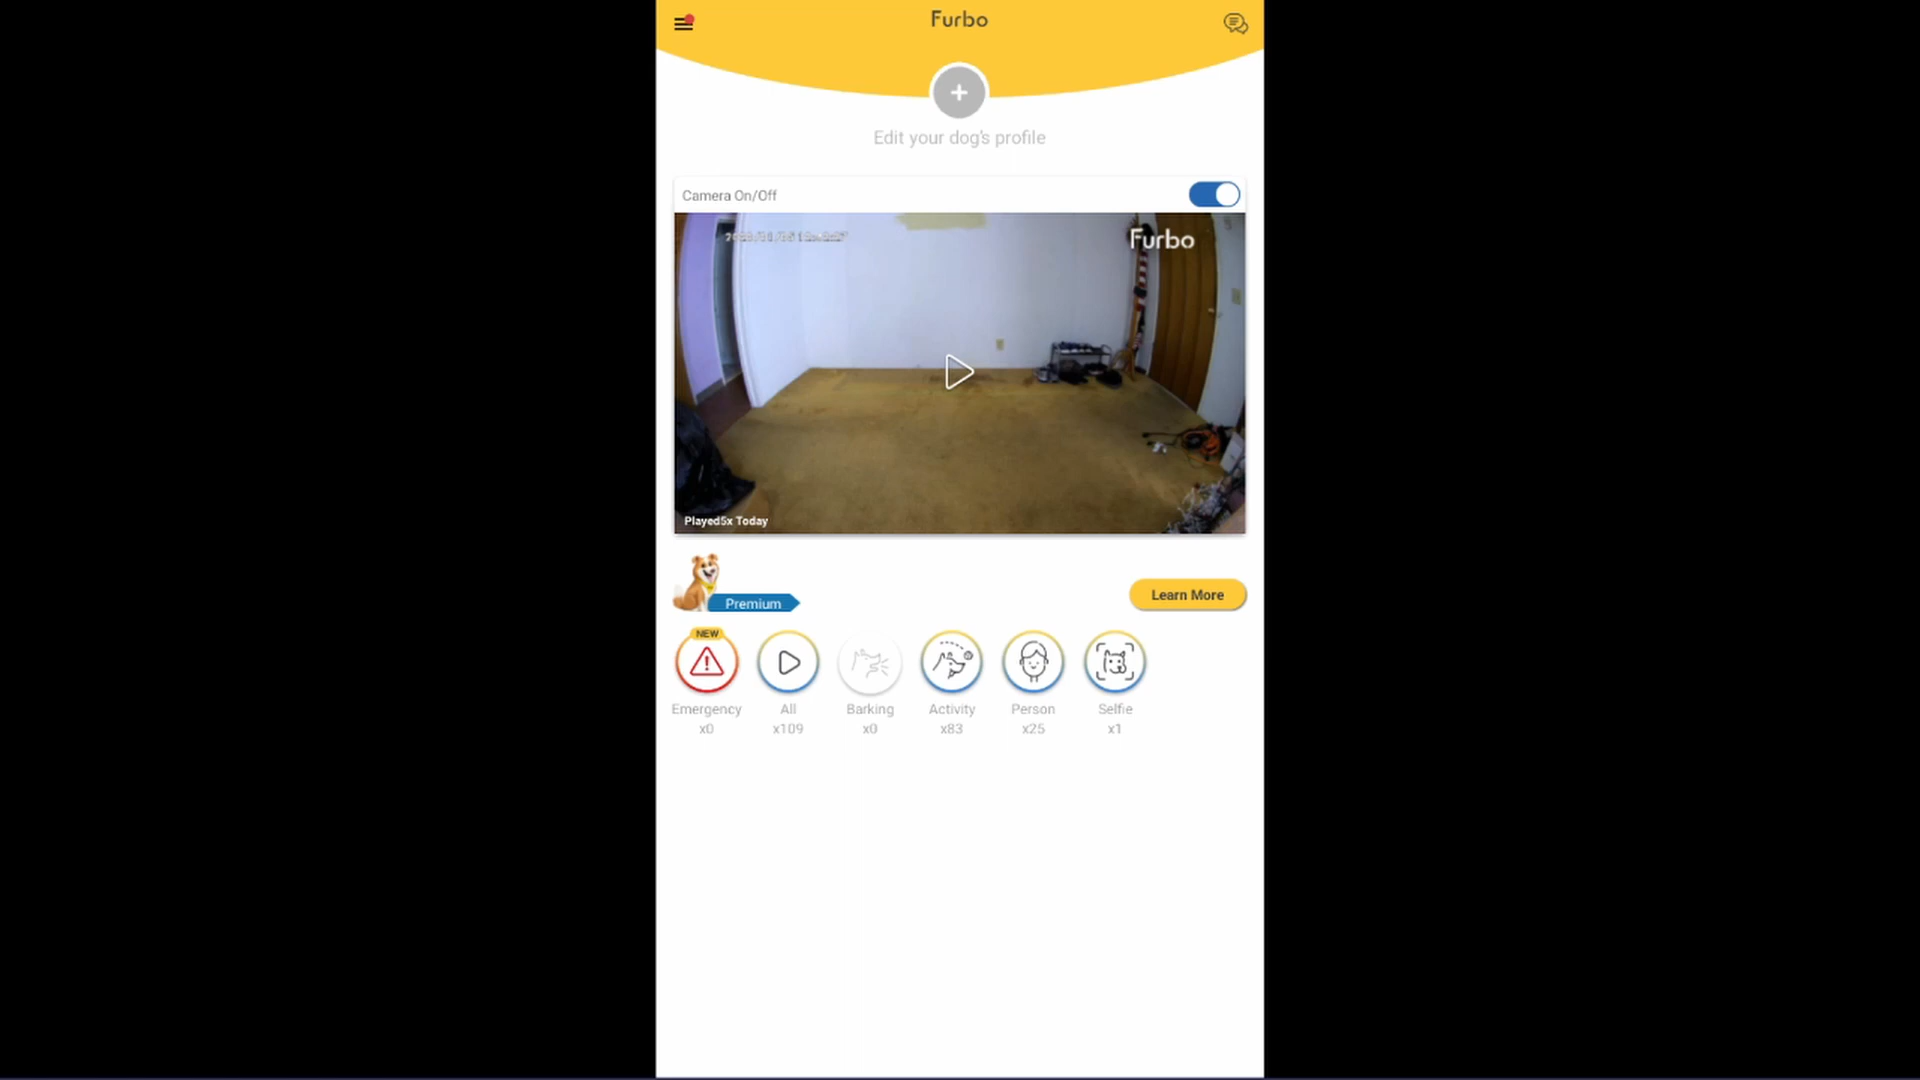 Furbo
Edit your dog's profile
Camera On/Off
Furbo
Played5x Today
Premium
Learn More
NEW
Emergency
All
Barking
Activity
Person
Selfie
x0
x109
x0
x83
x25
x1